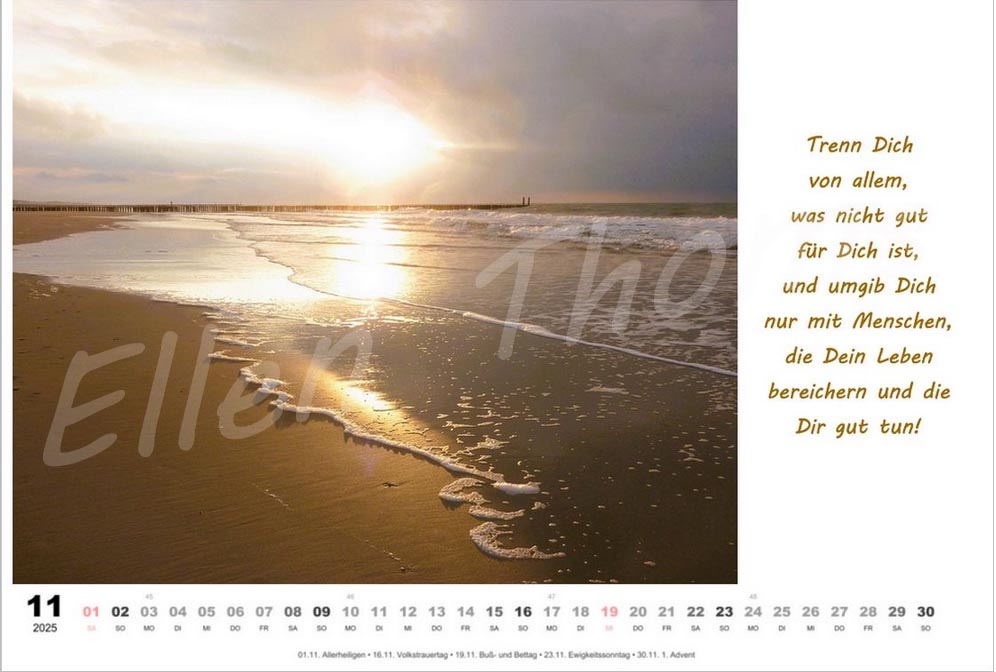 Ellen Tho
Trenn Dich
von allem,
was nicht gut
für Dich ist,
und umgib Dich
nur mit Menschen,
die Dein Leben
bereichern und die
Dir gut tun!
45 46 47 48
11 01 02 03 04 05 06 07 08 09 10 11 12 13 14 15 16 17 18 19 20 21 22 23 24 25 26 27 28 29 30
2025 SA SO MO DI MI DO FR SA SO MO DI MI DO FR SA SO MO DI MI DO FR SA SO MO DI MI DO FR SA SO
01.11. Allerheiligen • 16.11. Volkstrauertag • 19.11. Buß- und Bettag • 23.11. Ewigkeitssonntag • 30.11. 1. Advent